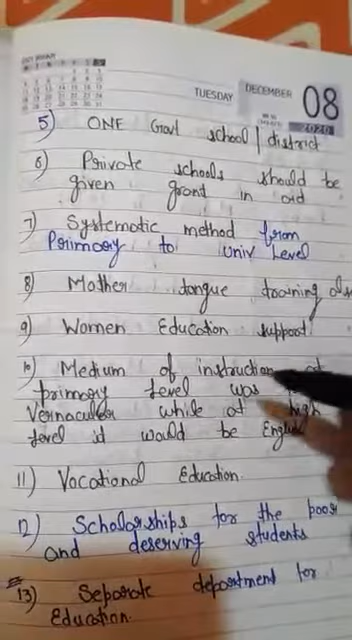 TUESDAY
DECEMBER
08
2020
5) ONE Govt school / district
6) Private schools should be
given grant in aid
7) Systematic method from
Primary to Univ Level
8) Mother tongue training
9) Women Education support
10) Medium of instruction at
primary level was
Vernacular while at high
level it would be
11) Vocational Education.
12) Scholarships for the poor
and deserving students
13) Separate department for
Education.